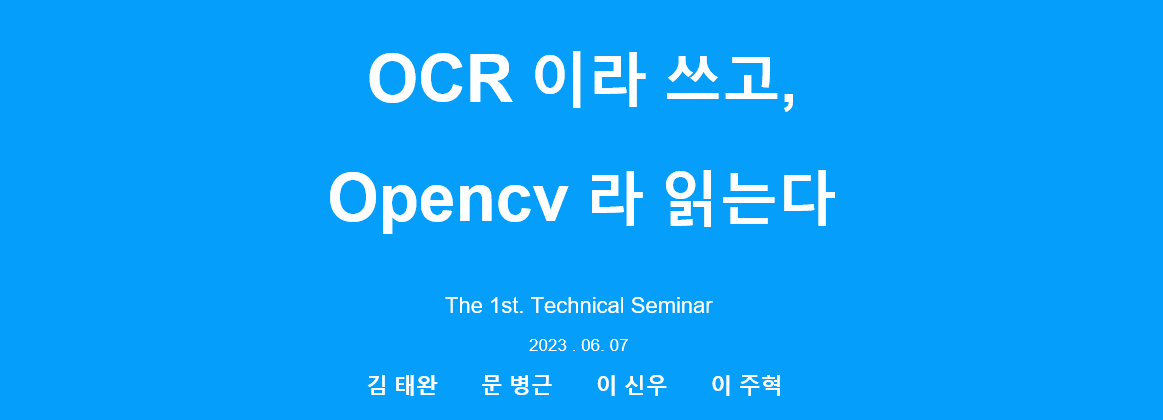 OCR 이라 쓰고,
Opencv 라 읽는다
The 1st. Technical Seminar
2023 . 06. 07
김 태완 문 병근 이 신우 이 주혁